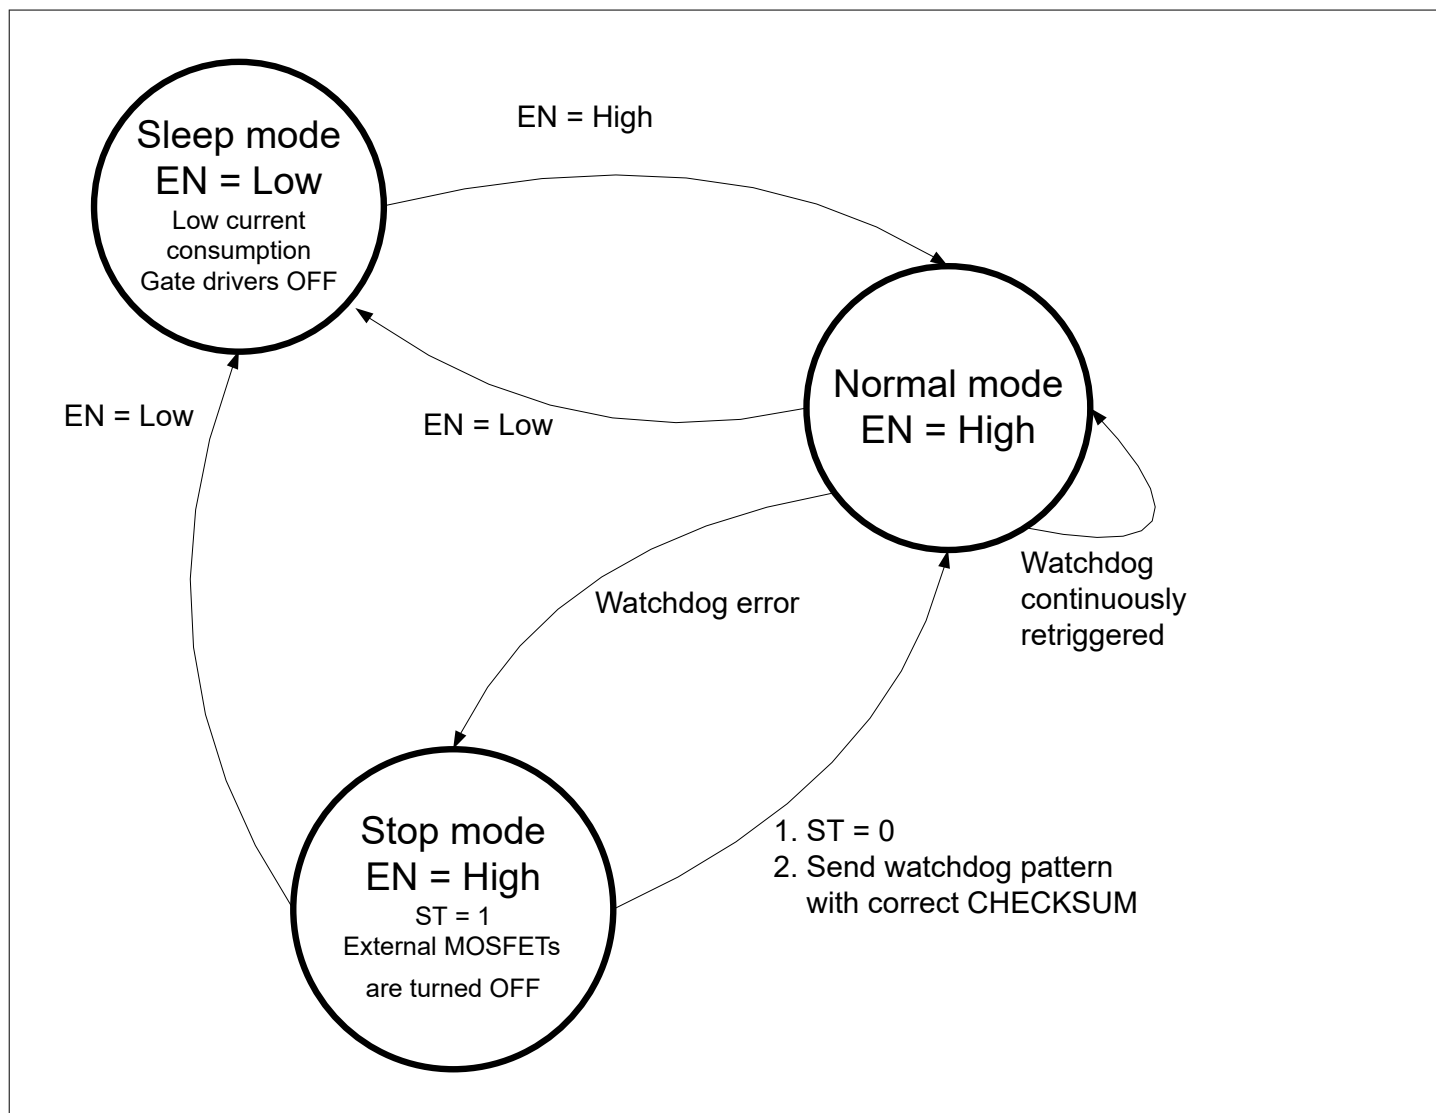 Sleep mode
EN = Low
Low current
consumption
Gate drivers OFF
EN = High
Normal mode
EN = High
EN = Low
EN = Low
Watchdog
continuously
retriggered
Watchdog error
Stop mode
EN = High
ST = 1
External MOSFETs
are turned OFF
1. ST = 0
2. Send watchdog pattern
with correct CHECKSUM